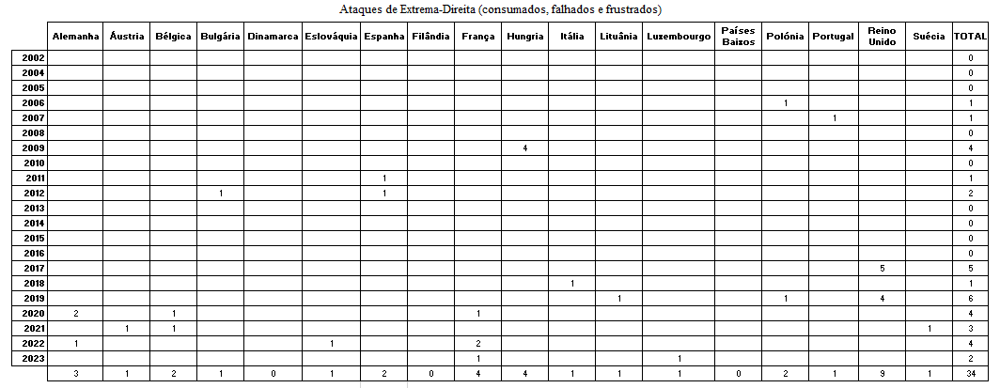 Ataques de Extrema-Direita (consumados, falhados e frustrados)
Alemanha Áustria Bélgica Bulgária Dinamarca Eslováquia Espanha Filândia França Hungria Itália Lituânia Luxembourgo Países Baixos Polónia Portugal Reino Unido Suécia TOTAL
2002 0
2004 0
2005 0
2006 1 1
2007 1 1
2008 0
2009 4 4
2010 0
2011 1 1
2012 1 1 2
2013 0
2014 0
2015 0
2016 0
2017 5 5
2018 1 1
2019 1 1 4 6
2020 2 1 1 4
2021 1 1 1 3
2022 1 1 2 4
2023 1 1 2
3 1 2 1 0 1 2 0 4 4 1 1 1 0 2 1 9 1 34